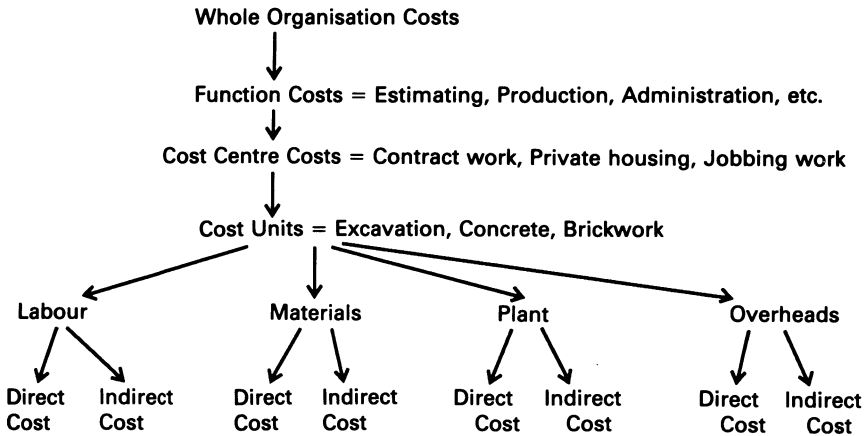 Whole Organisation Costs
Function Costs = Estimating, Production, Administration, etc.
Cost Centre Costs = Contract work, Private housing, Jobbing work
Cost Units = Excavation, Concrete, Brickwork
Labour Materials Plant Overheads
Direct Indirect Direct Indirect Direct Indirect Direct Indirect
Cost Cost Cost Cost Cost Cost Cost Cost